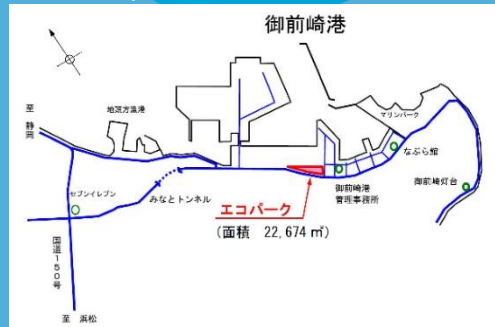 御前崎港
至 静岡
地頭方漁港
マリンパーク
なぶら館
御前崎灯台
御前崎港
管理事務所
セブンイレブン
みなとトンネル
エコパーク
(面積 22,674㎡)
国道150号
至 浜松